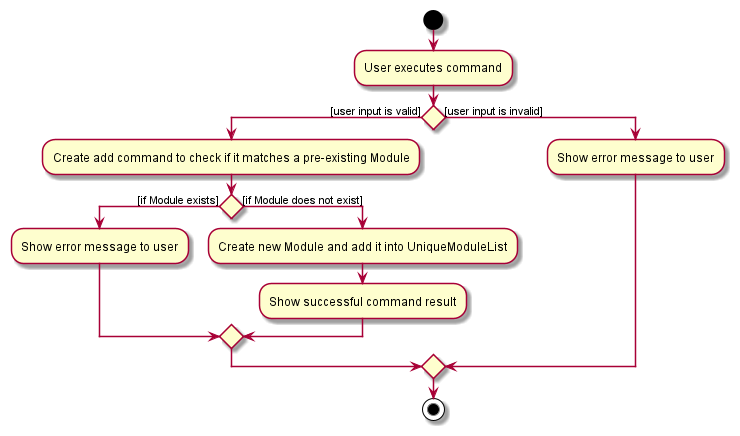 User executes command
[user input is valid]
[user input is invalid]
Create add command to check if it matches a pre-existing Module
Show error message to user
[if Module exists]
[if Module does not exist]
Show error message to user
Create new Module and add it into UniqueModuleList
Show successful command result